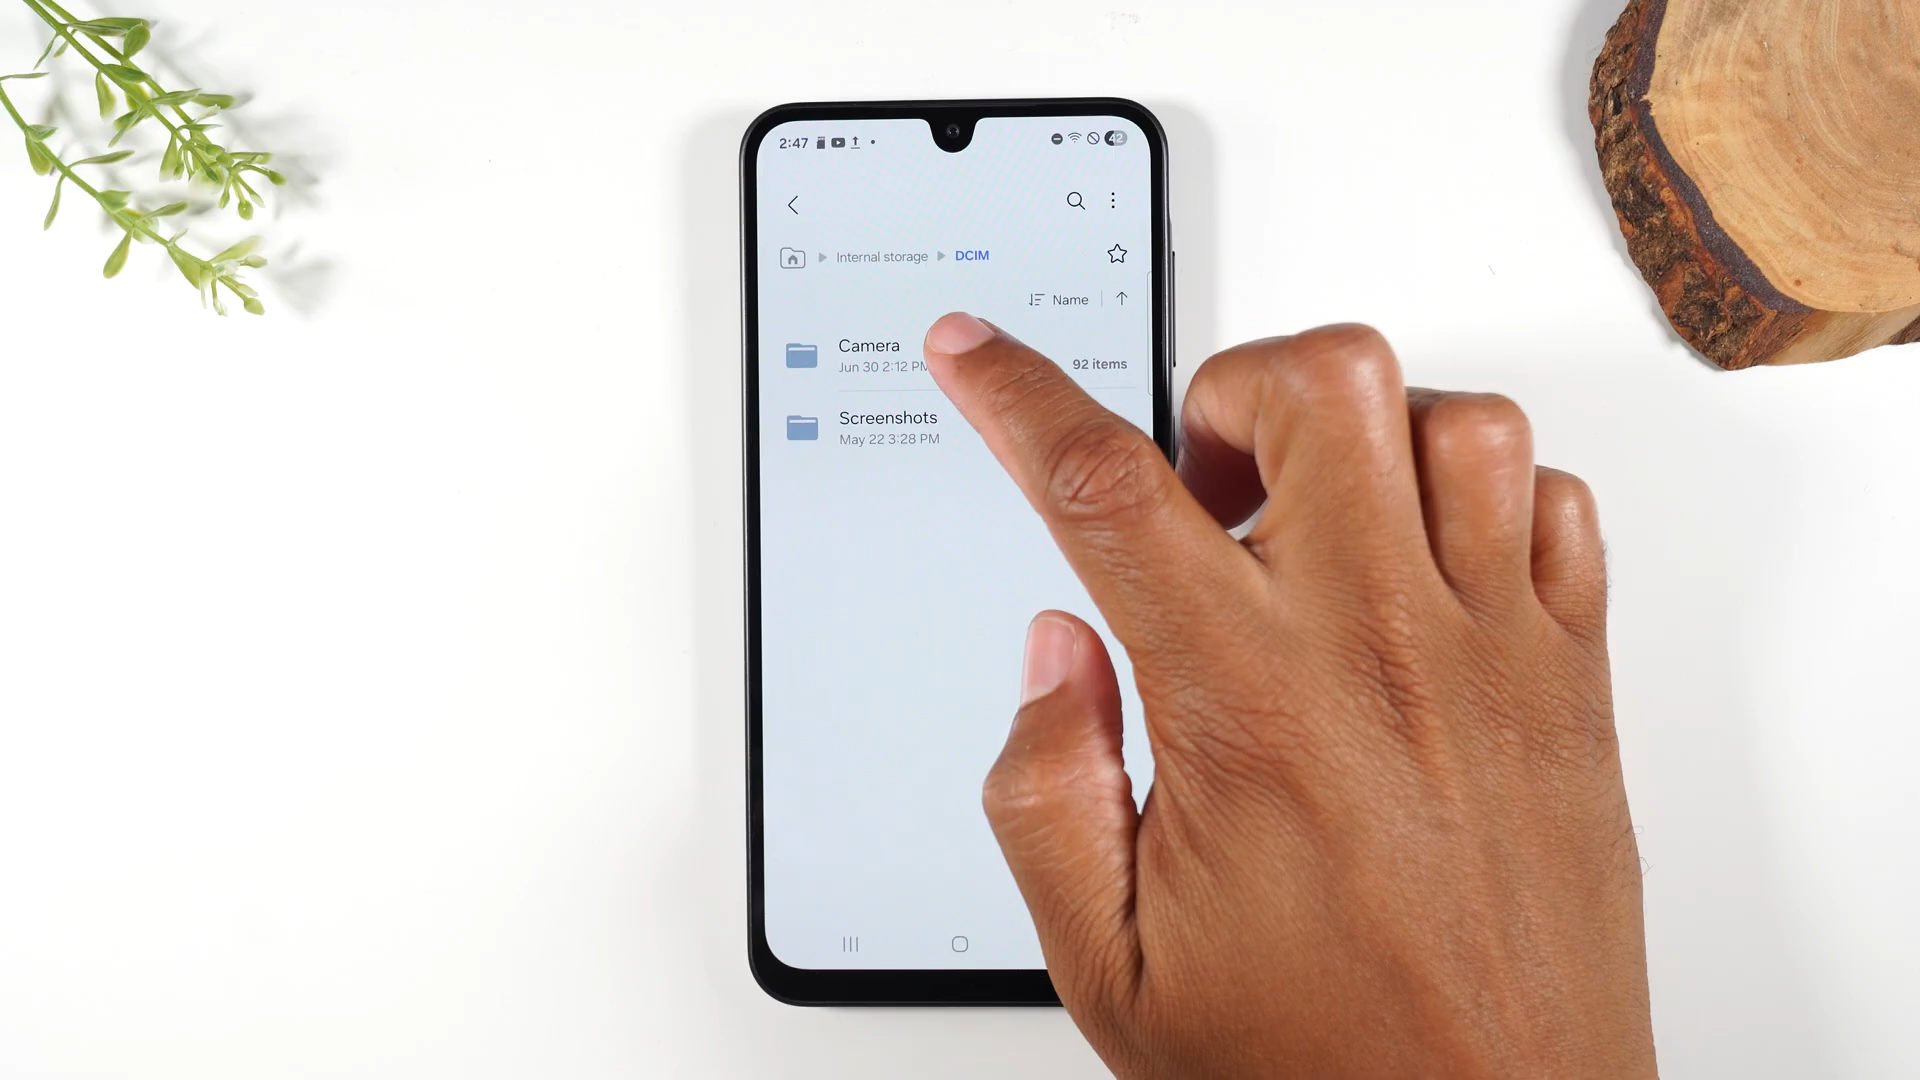 2:47
42
Internal storage DCIM
Name
Camera
Jun 30 2:12 PM
92 items
Screenshots
May 22 3:28 PM